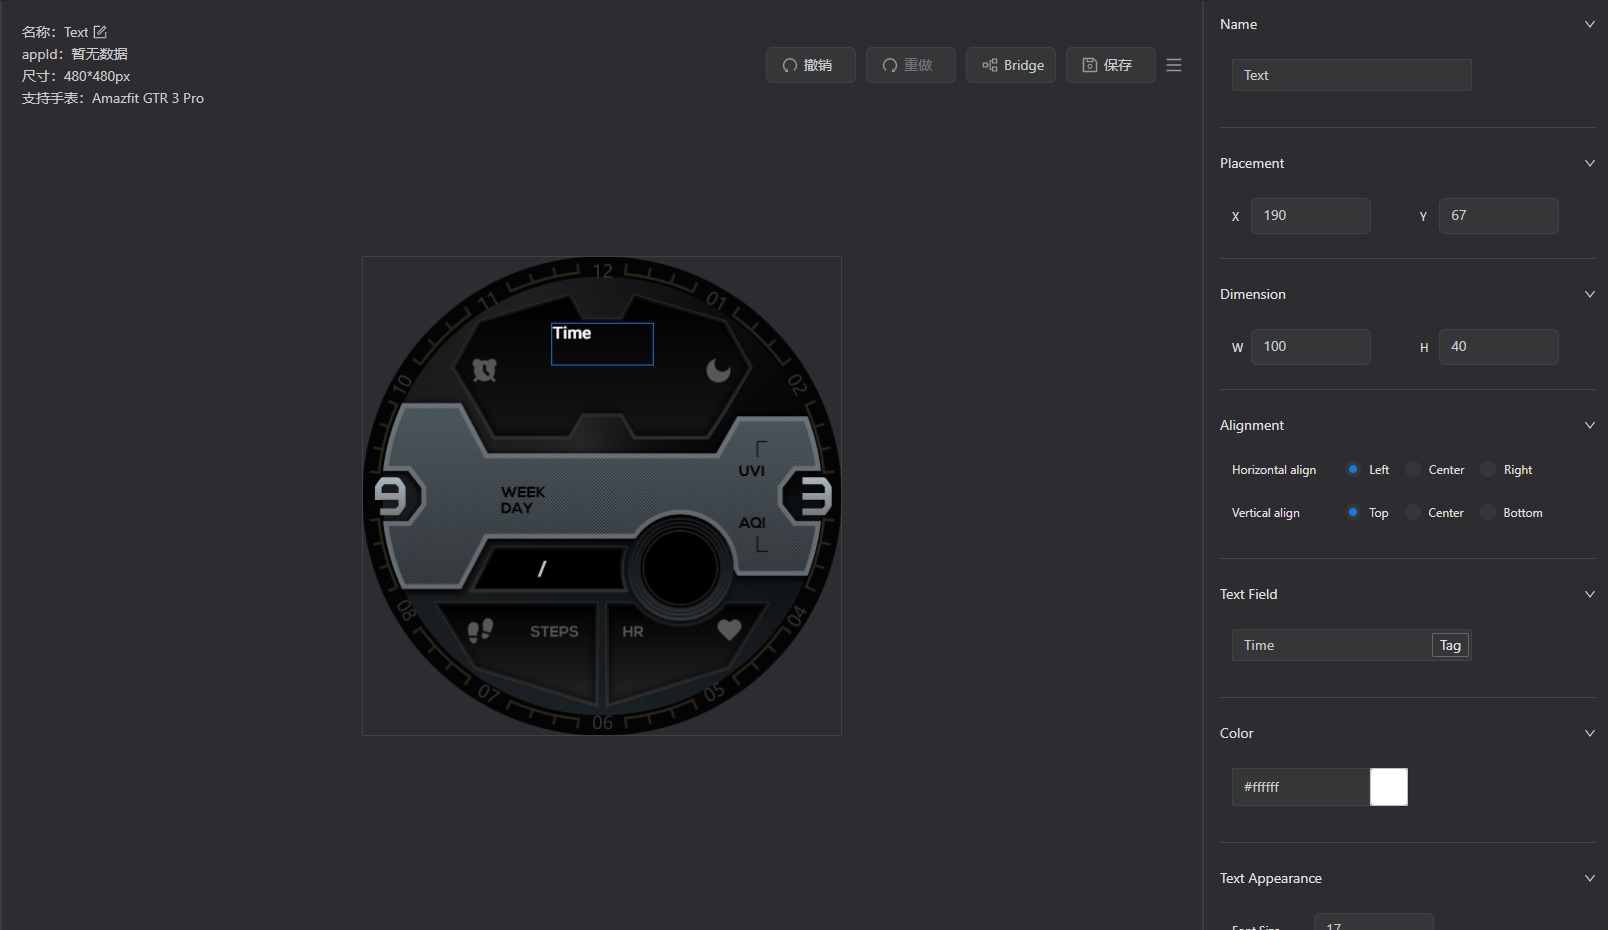 名称：Text
appId：暂无数据
尺寸：480*480px
支持手表：Amazfit GTR 3 Pro
撤销
重做
Bridge
保存
12
11
01
Time
10
02
UVI
9
3
WEEK
DAY
AQI
/
08
04
STEPS
HR
07
05
06
Name
Text
Placement
X
190
Y
67
Dimension
W
100
H
40
Alignment
Horizontal align
Left
Center
Right
Vertical align
Top
Center
Bottom
Text Field
Time
Tag
Color
#ffffff
Text Appearance
Font Size
17